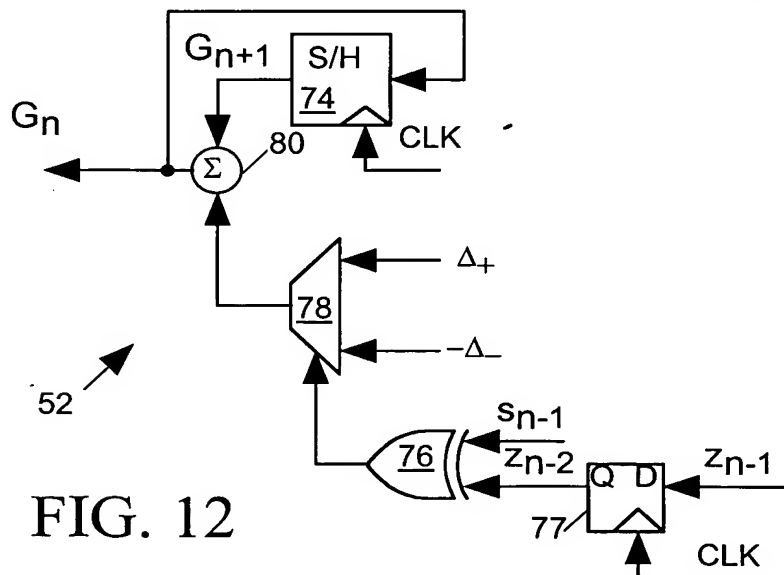 Gn+1
S/H
74
Gn
80
CLK
Σ
Δ+
78
-Δ-
52
sn-1
76
zn-2
Q D
zn-1
77
CLK
FIG. 12